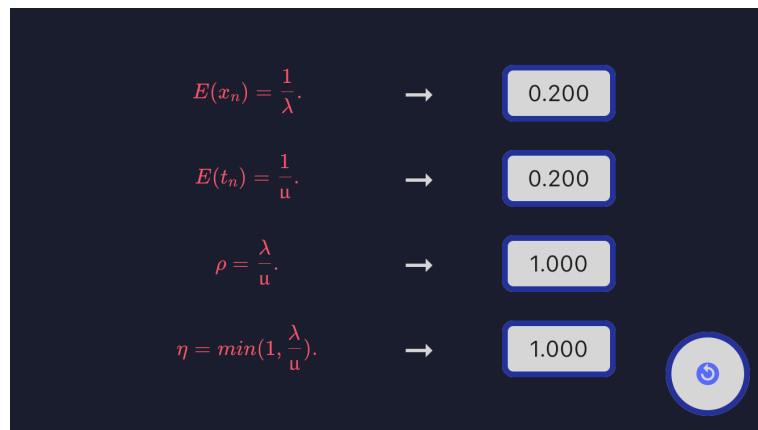 E(xₙ) = 1/λ. → 0.200
E(tₙ) = 1/μ. → 0.200
ρ = λ/μ. → 1.000
η = min(1, λ/μ). → 1.000